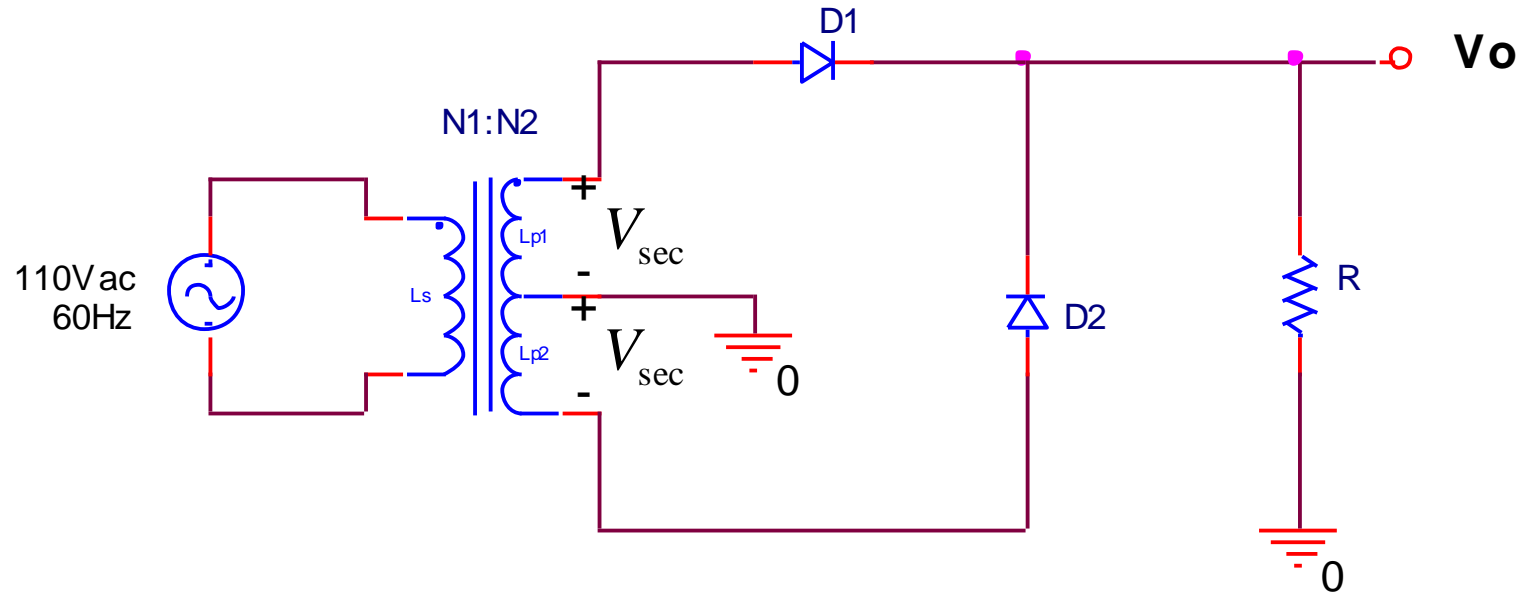 D1
Vo
N1:N2
+
Vsec
-
Lp1
110Vac
60Hz
Ls
+
Vsec
-
Lp2
0
D2
R
0